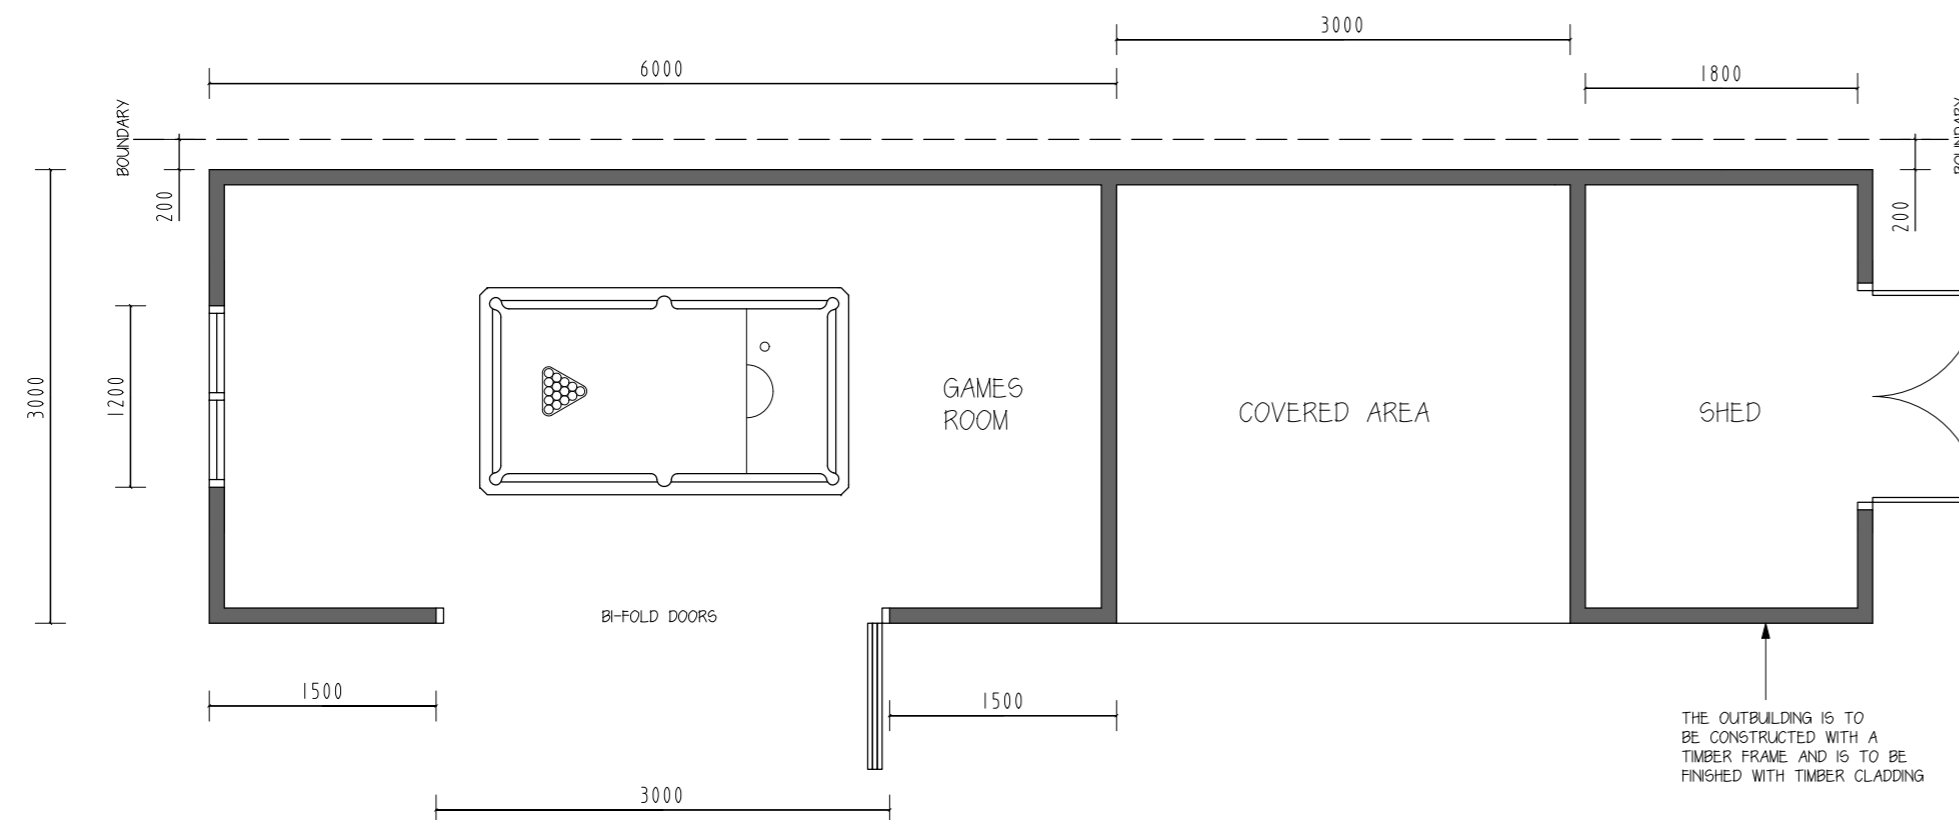 3000
6000
1800
BOUNDARY
BOUNDARY
200
200
3000
1200
GAMES
ROOM
COVERED AREA
SHED
BI-FOLD DOORS
1500
1500
3000
THE OUTBUILDING IS TO
BE CONSTRUCTED WITH A
TIMBER FRAME AND IS TO BE
FINISHED WITH TIMBER CLADDING